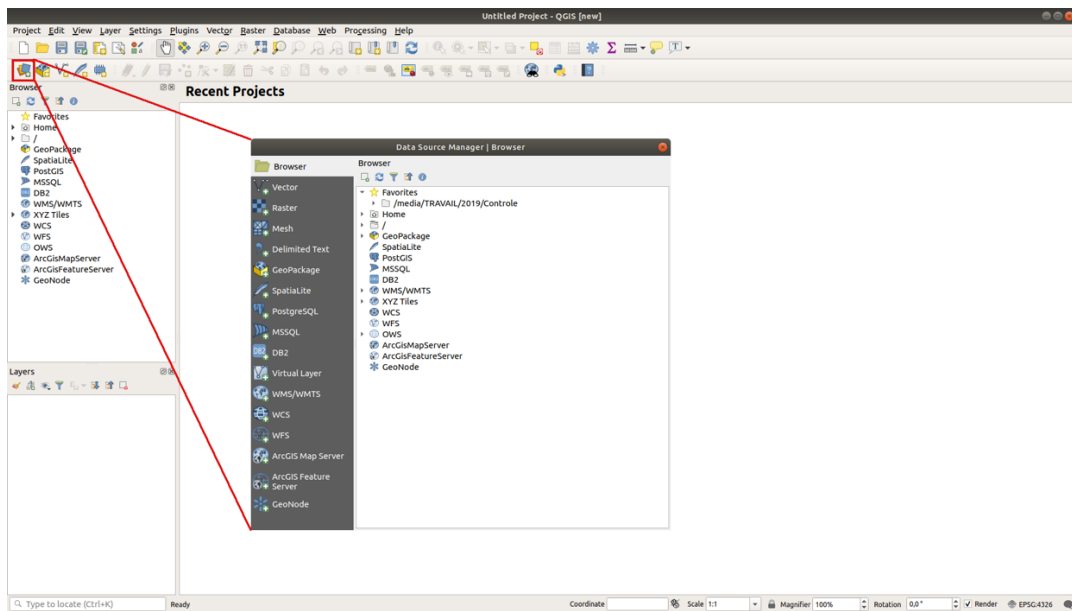 Untitled Project - QGIS [new]
Project Edit View Layer Settings Plugins Vector Raster Database Web Processing Help
Browser
Favorites
Home
/
GeoPackage
SpatiaLite
PostGIS
MSSQL
DB2
WMS/WMTS
XYZ Tiles
WCS
WFS
OWS
ArcGisMapServer
ArcGisFeatureServer
GeoNode
Layers
Recent Projects
Data Source Manager | Browser
Browser
Vector
Raster
Mesh
Delimited Text
GeoPackage
SpatiaLite
PostgreSQL
MSSQL
DB2
Virtual Layer
WMS/WMTS
WCS
WFS
ArcGIS Map Server
ArcGIS Feature
Server
GeoNode
Browser
Favorites
/media/TRAVAIL/2019/Controle
Home
/
GeoPackage
SpatiaLite
PostGIS
MSSQL
DB2
WMS/WMTS
XYZ Tiles
WCS
WFS
OWS
ArcGisMapServer
ArcGisFeatureServer
GeoNode
Type to locate (Ctrl+K) Ready Coordinate Scale 1:1 Magnifier 100% Rotation 0,0 ° Render EPSG:4326